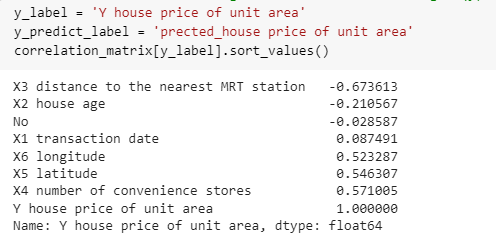 y_label = 'Y house price of unit area'
y_predict_label = 'prected_house price of unit area'
correlation_matrix[y_label].sort_values()
X3 distance to the nearest MRT station   -0.673613
X2 house age                             -0.210567
No                                       -0.028587
X1 transaction date                       0.087491
X6 longitude                              0.523287
X5 latitude                               0.546307
X4 number of convenience stores           0.571005
Y house price of unit area                1.000000
Name: Y house price of unit area, dtype: float64